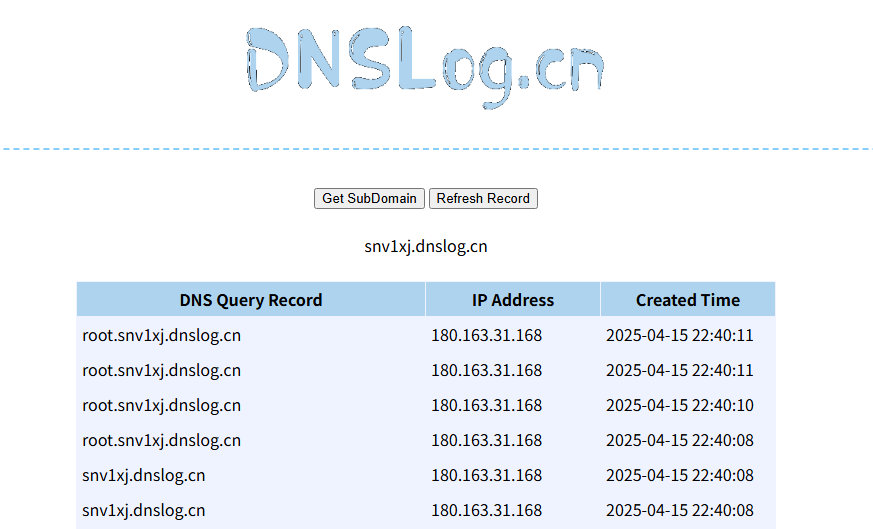 DNSLog.cn
Get SubDomain Refresh Record
snv1xj.dnslog.cn
DNS Query Record IP Address Created Time
root.snv1xj.dnslog.cn 180.163.31.168 2025-04-15 22:40:11
root.snv1xj.dnslog.cn 180.163.31.168 2025-04-15 22:40:11
root.snv1xj.dnslog.cn 180.163.31.168 2025-04-15 22:40:10
root.snv1xj.dnslog.cn 180.163.31.168 2025-04-15 22:40:08
snv1xj.dnslog.cn 180.163.31.168 2025-04-15 22:40:08
snv1xj.dnslog.cn 180.163.31.168 2025-04-15 22:40:08